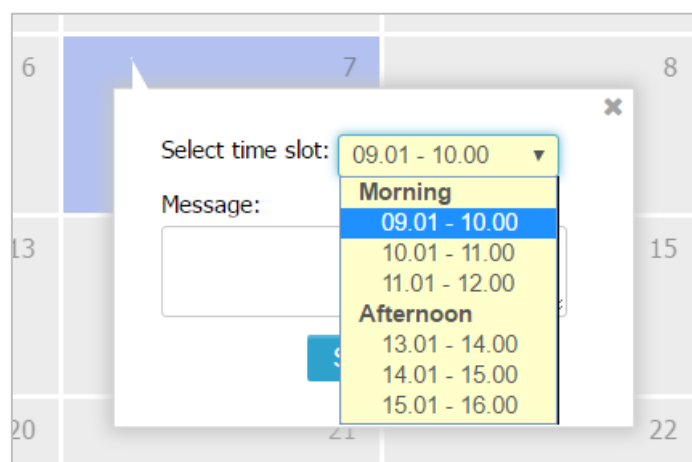 6 7 8
✖
Select time slot: 09.01 - 10.00 ▼
Message:
Morning
09.01 - 10.00
10.01 - 11.00
11.01 - 12.00
Afternoon
13.01 - 14.00
14.01 - 15.00
15.01 - 16.00
13 15
20 21 22